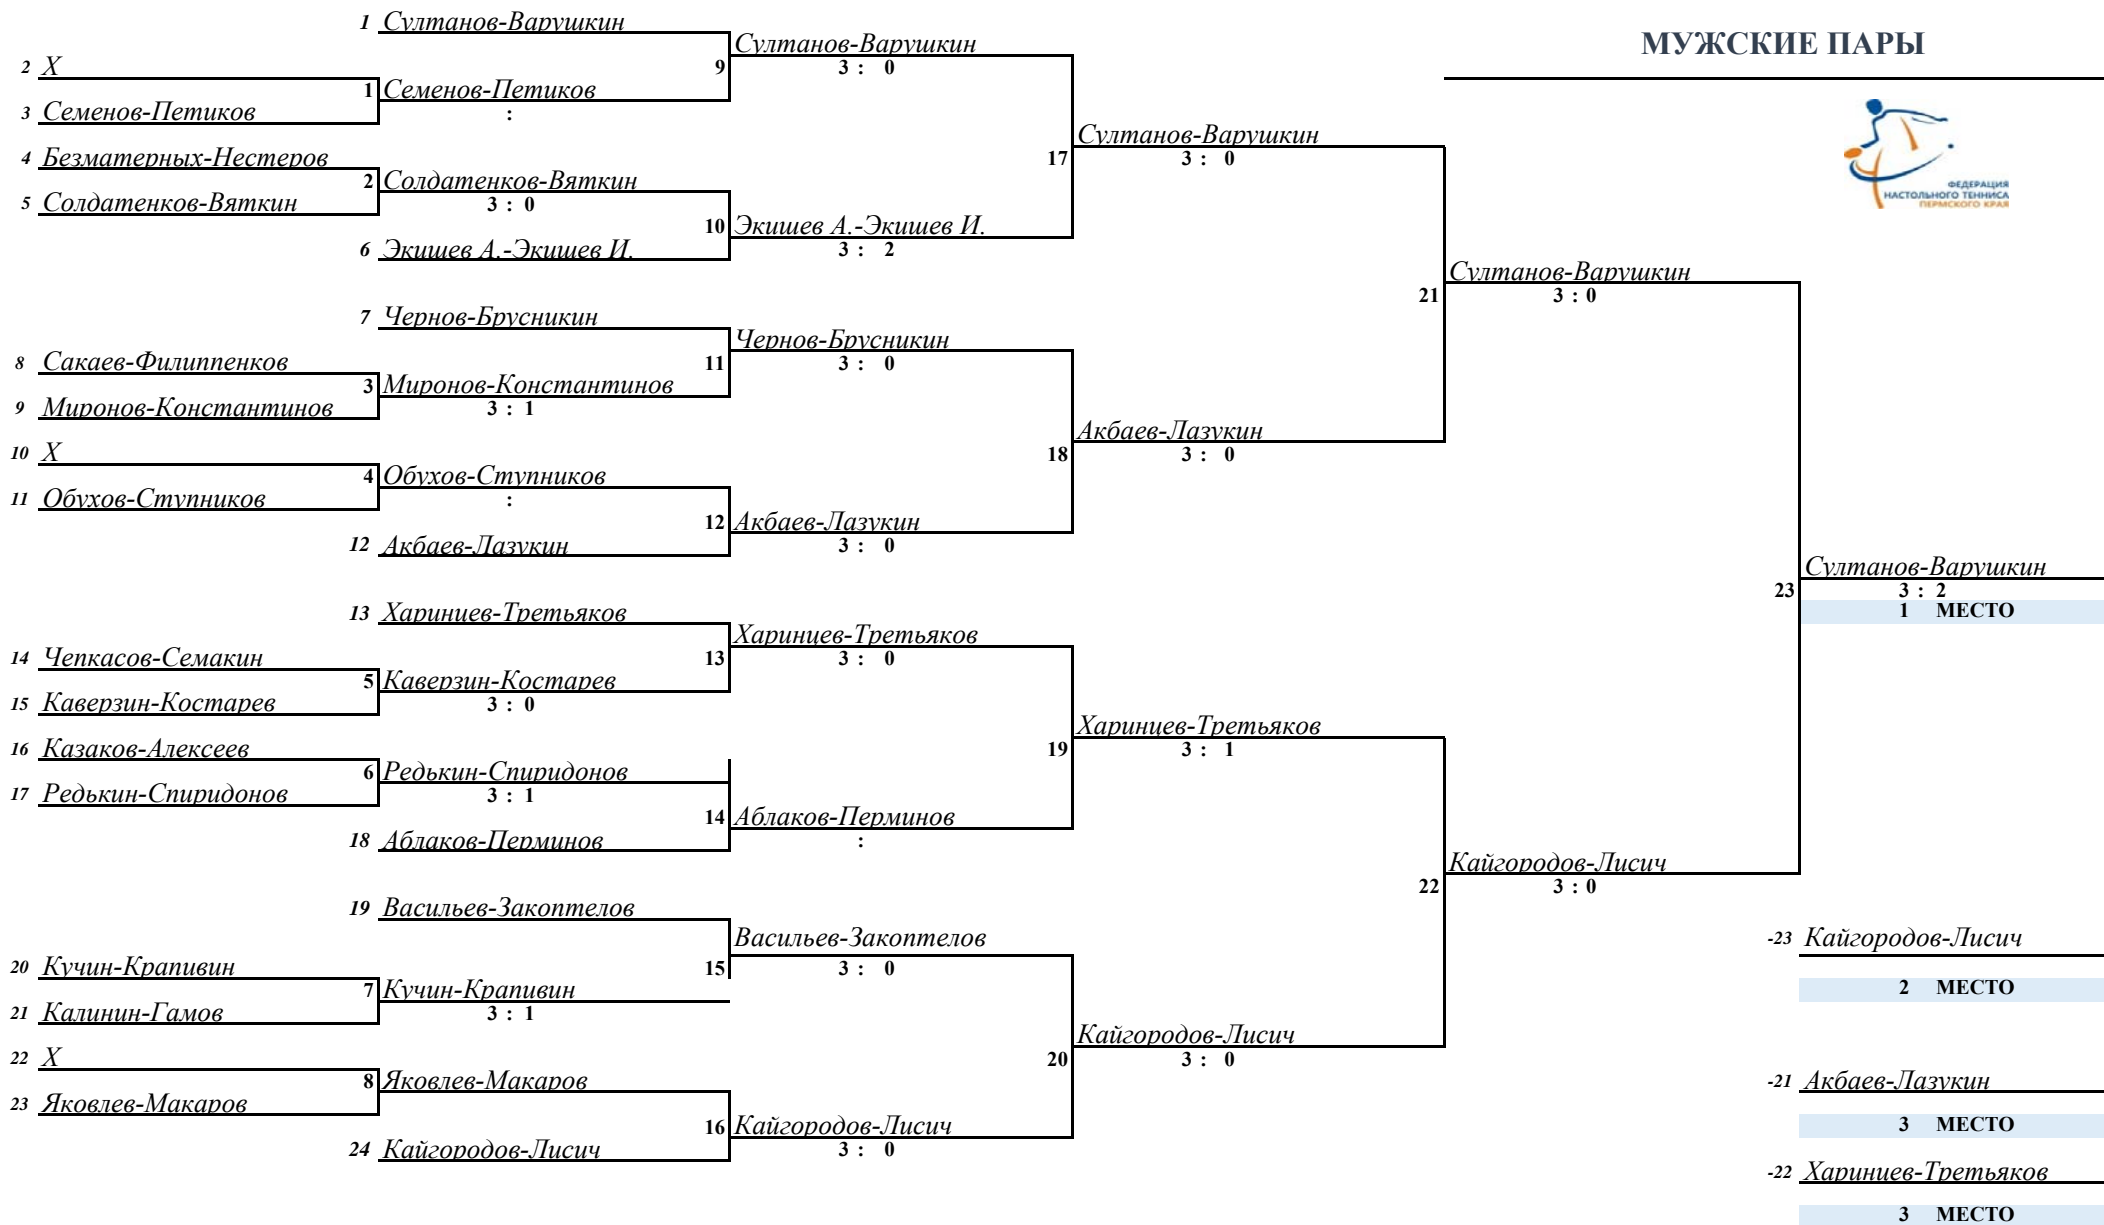 1 Султанов-Варушкин
Султанов-Варушкин
МУЖСКИЕ ПАРЫ
2 Х
9
3 : 0
1 Семенов-Петиков
3 Семенов-Петиков
:
Султанов-Варушкин
4 Безматерных-Нестеров
17
3 : 0
2 Солдатенков-Вяткин
ФЕДЕРАЦИЯ
НАСТОЛЬНОГО ТЕННИСА
ПЕРМСКОГО КРАЯ
5 Солдатенков-Вяткин
3 : 0
10 Экишев А.-Экишев И.
6 Экишев А.-Экишев И.
3 : 2
Султанов-Варушкин
21
3 : 0
7 Чернов-Брусникин
Чернов-Брусникин
8 Сакаев-Филиппенков
11
3 : 0
3 Миронов-Константинов
9 Миронов-Константинов
3 : 1
Акбаев-Лазукин
10 Х
18
3 : 0
4 Обухов-Ступников
11 Обухов-Ступников
:
12 Акбаев-Лазукин
12 Акбаев-Лазукин
3 : 0
Султанов-Варушкин
23
3 : 2
1 МЕСТО
13 Харинцев-Третьяков
Харинцев-Третьяков
14 Чепкасов-Семакин
13
3 : 0
5 Каверзин-Костарев
15 Каверзин-Костарев
3 : 0
Харинцев-Третьяков
16 Казаков-Алексеев
19
3 : 1
6 Редькин-Спиридонов
17 Редькин-Спиридонов
3 : 1
14 Аблаков-Перминов
18 Аблаков-Перминов
:
Кайгородов-Лисич
22
3 : 0
19 Васильев-Закоптелов
Васильев-Закоптелов
-23 Кайгородов-Лисич
20 Кучин-Крапивин
15
3 : 0
7 Кучин-Крапивин
2 МЕСТО
21 Калинин-Гамов
3 : 1
Кайгородов-Лисич
22 Х
20
3 : 0
8 Яковлев-Макаров
-21 Акбаев-Лазукин
23 Яковлев-Макаров
16 Кайгородов-Лисич
3 МЕСТО
24 Кайгородов-Лисич
3 : 0
-22 Харинцев-Третьяков
3 МЕСТО